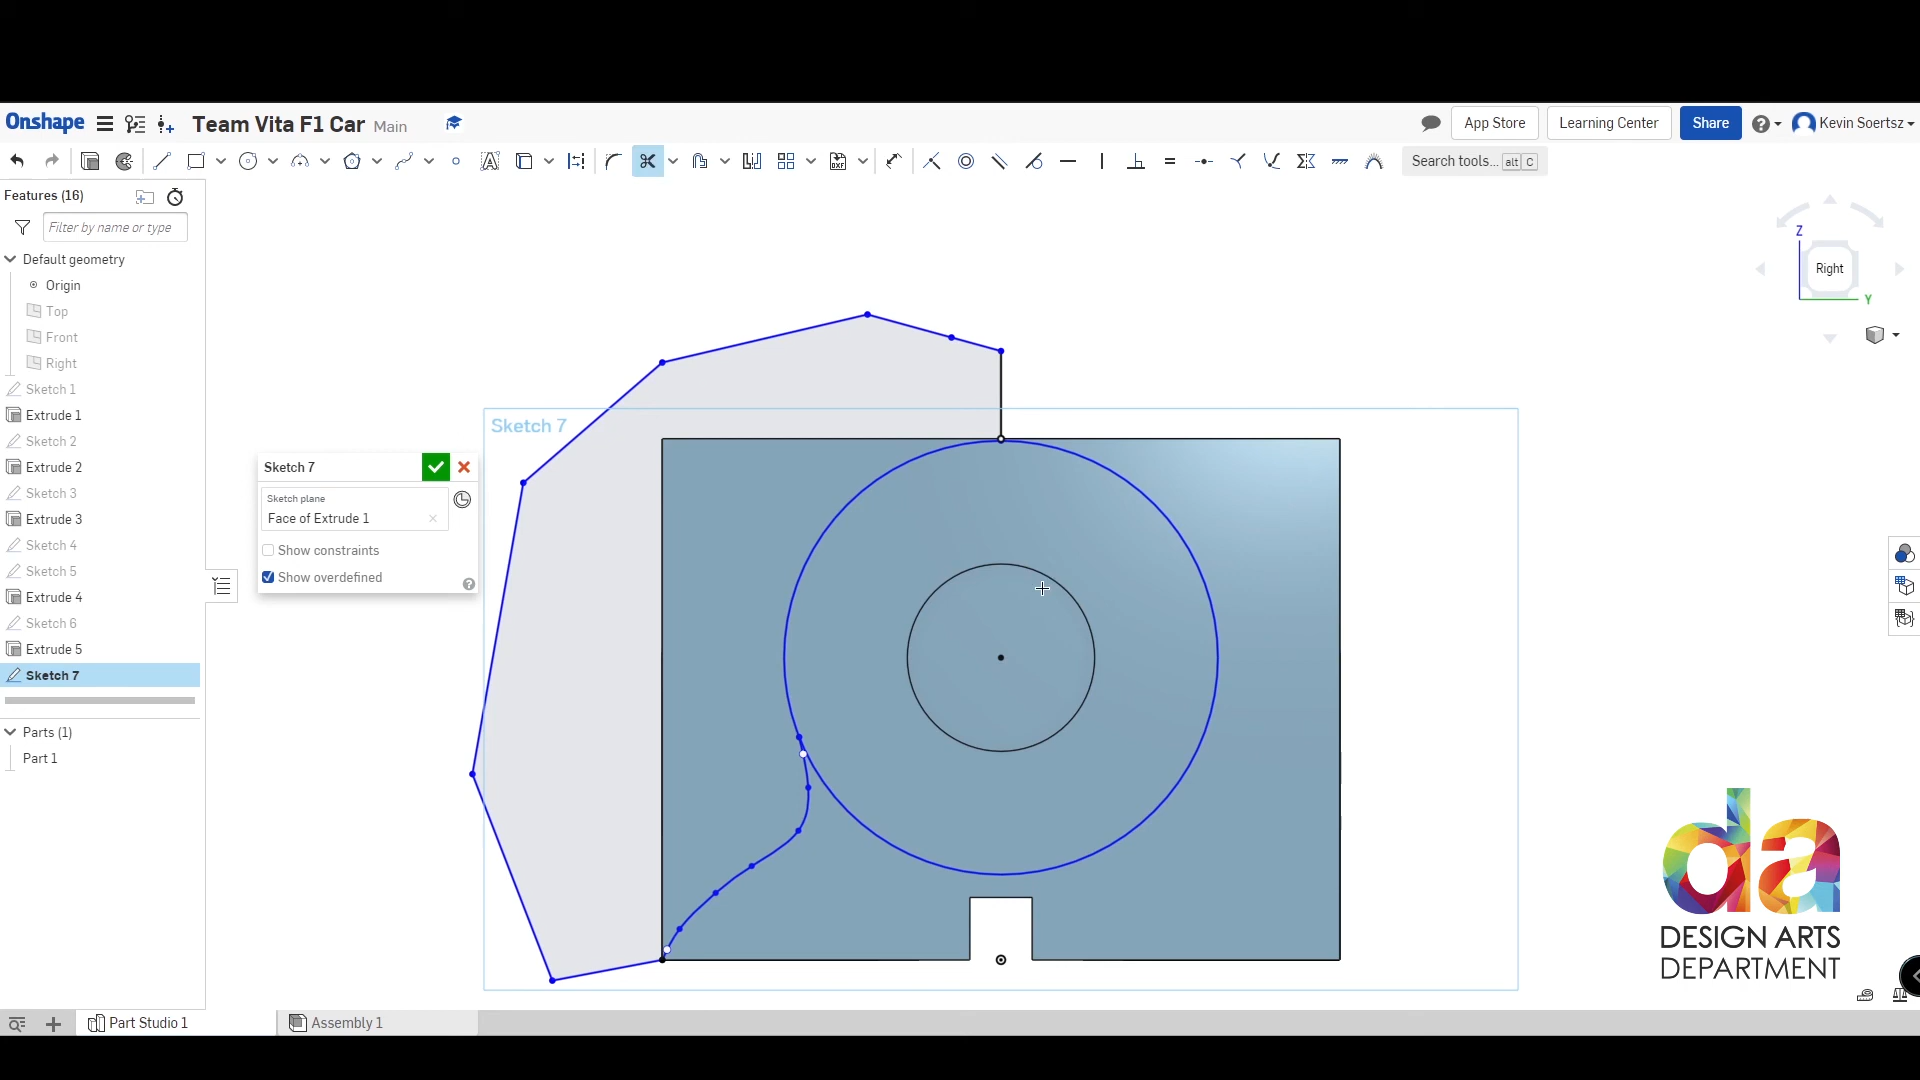 Onshape Team Vita F1 Car Main App Store Learning Center Share Kevin Soertsz
Search tools... alt C
Features (16)
Filter by name or type
Default geometry
Origin
Top
Front
Right
Sketch 1
Extrude 1
Sketch 2
Extrude 2
Sketch 3
Extrude 3
Sketch 4
Sketch 5
Extrude 4
Sketch 6
Extrude 5
Sketch 7
Parts (1)
Part 1
Sketch 7
Sketch plane
Face of Extrude 1
Show constraints
Show overdefined
Sketch 7
Z
Right
Y
da
DESIGN ARTS
DEPARTMENT
Part Studio 1 Assembly 1